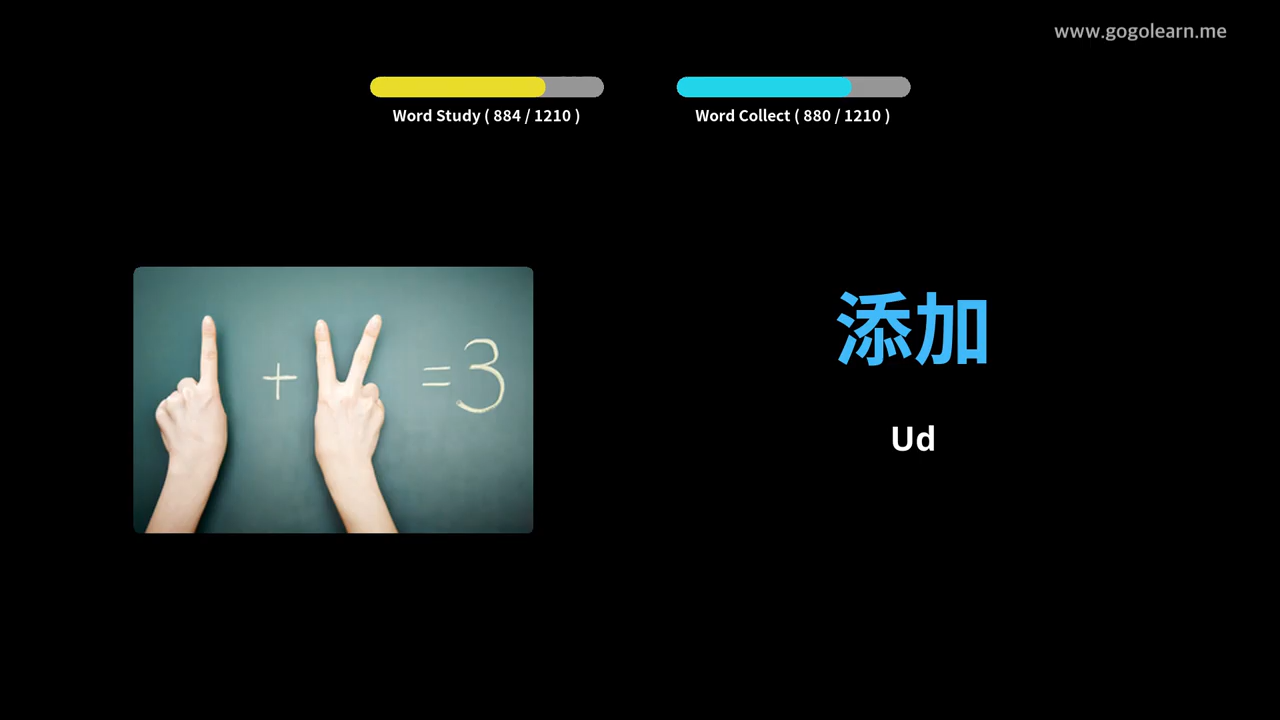 www.gogolearn.me
Word Study ( 884 / 1210 )
Word Collect ( 880 / 1210 )
+ =3
添加
Ud